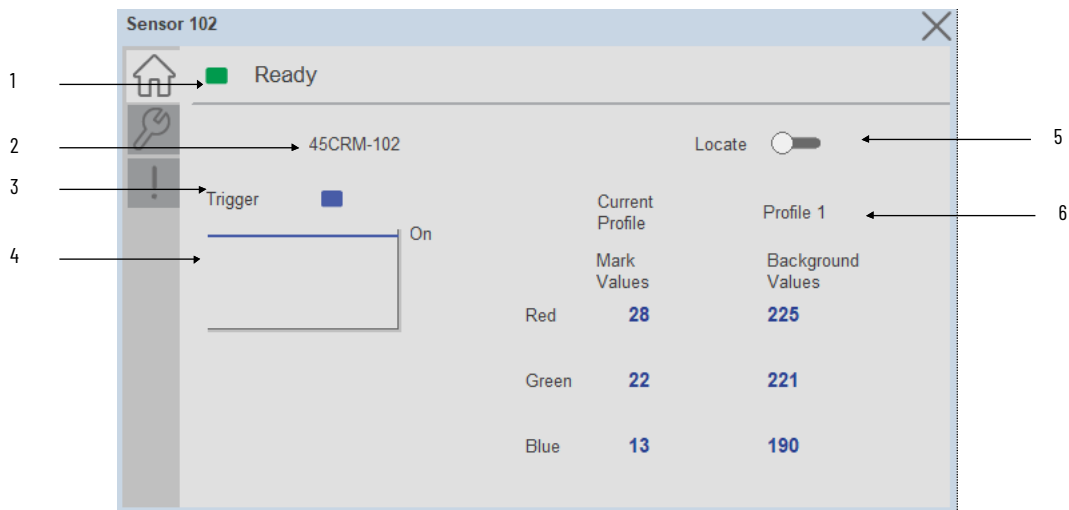 Sensor 102
1
Ready
2
45CRM-102
Locate
5
3
Trigger
Current
Profile
Profile 1
6
On
4
Mark
Values
Background
Values
Red 28 225
Green 22 221
Blue 13 190